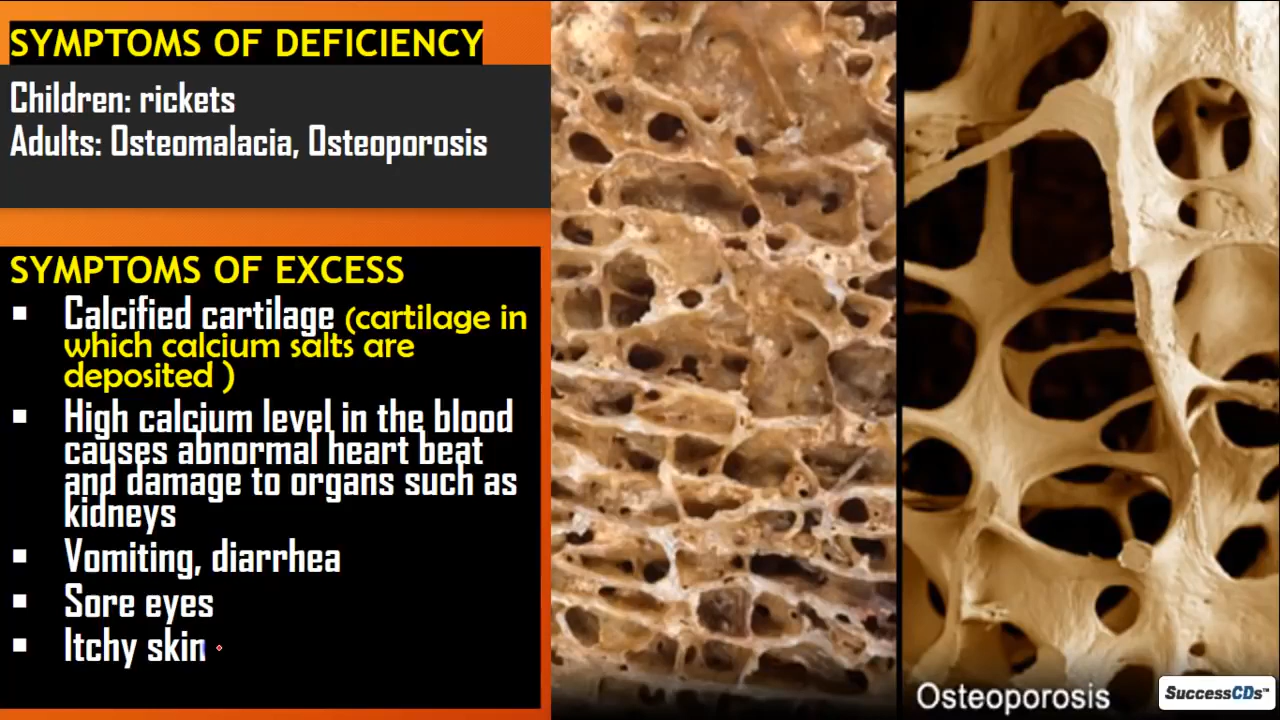 SYMPTOMS OF DEFICIENCY
Children: rickets
Adults: Osteomalacia, Osteoporosis
SYMPTOMS OF EXCESS
▪ Calcified cartilage (cartilage in
which calcium salts are
deposited )
▪ High calcium level in the blood
causes abnormal heart beat
and damage to organs such as
kidneys
▪ Vomiting, diarrhea
▪ Sore eyes
▪ Itchy skin
Osteoporosis
SuccessCDs™